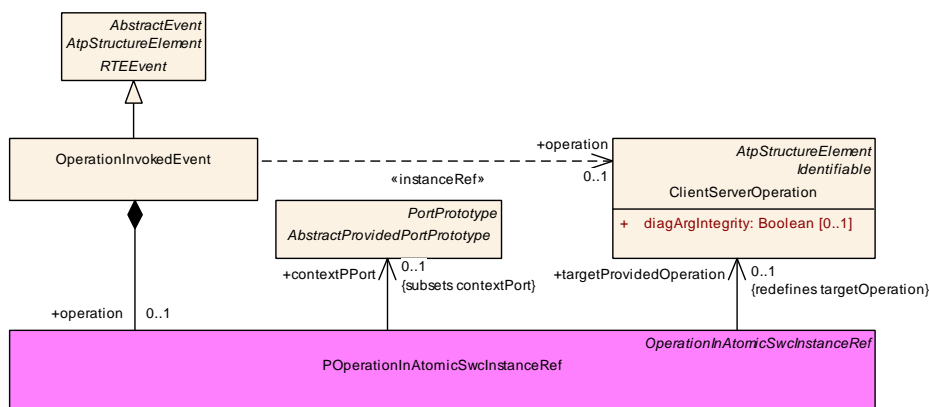 AbstractEvent
AtpStructureElement
RTEEvent
OperationInvokedEvent
+operation
0..1
«instanceRef»
AtpStructureElement
Identifiable
ClientServerOperation
+ diagArgIntegrity: Boolean [0..1]
PortPrototype
AbstractProvidedPortPrototype
+contextPPort
0..1
{subsets contextPort}
+targetProvidedOperation
0..1
{redefines targetOperation}
+operation
0..1
OperationInAtomicSwcInstanceRef
POperationInAtomicSwcInstanceRef